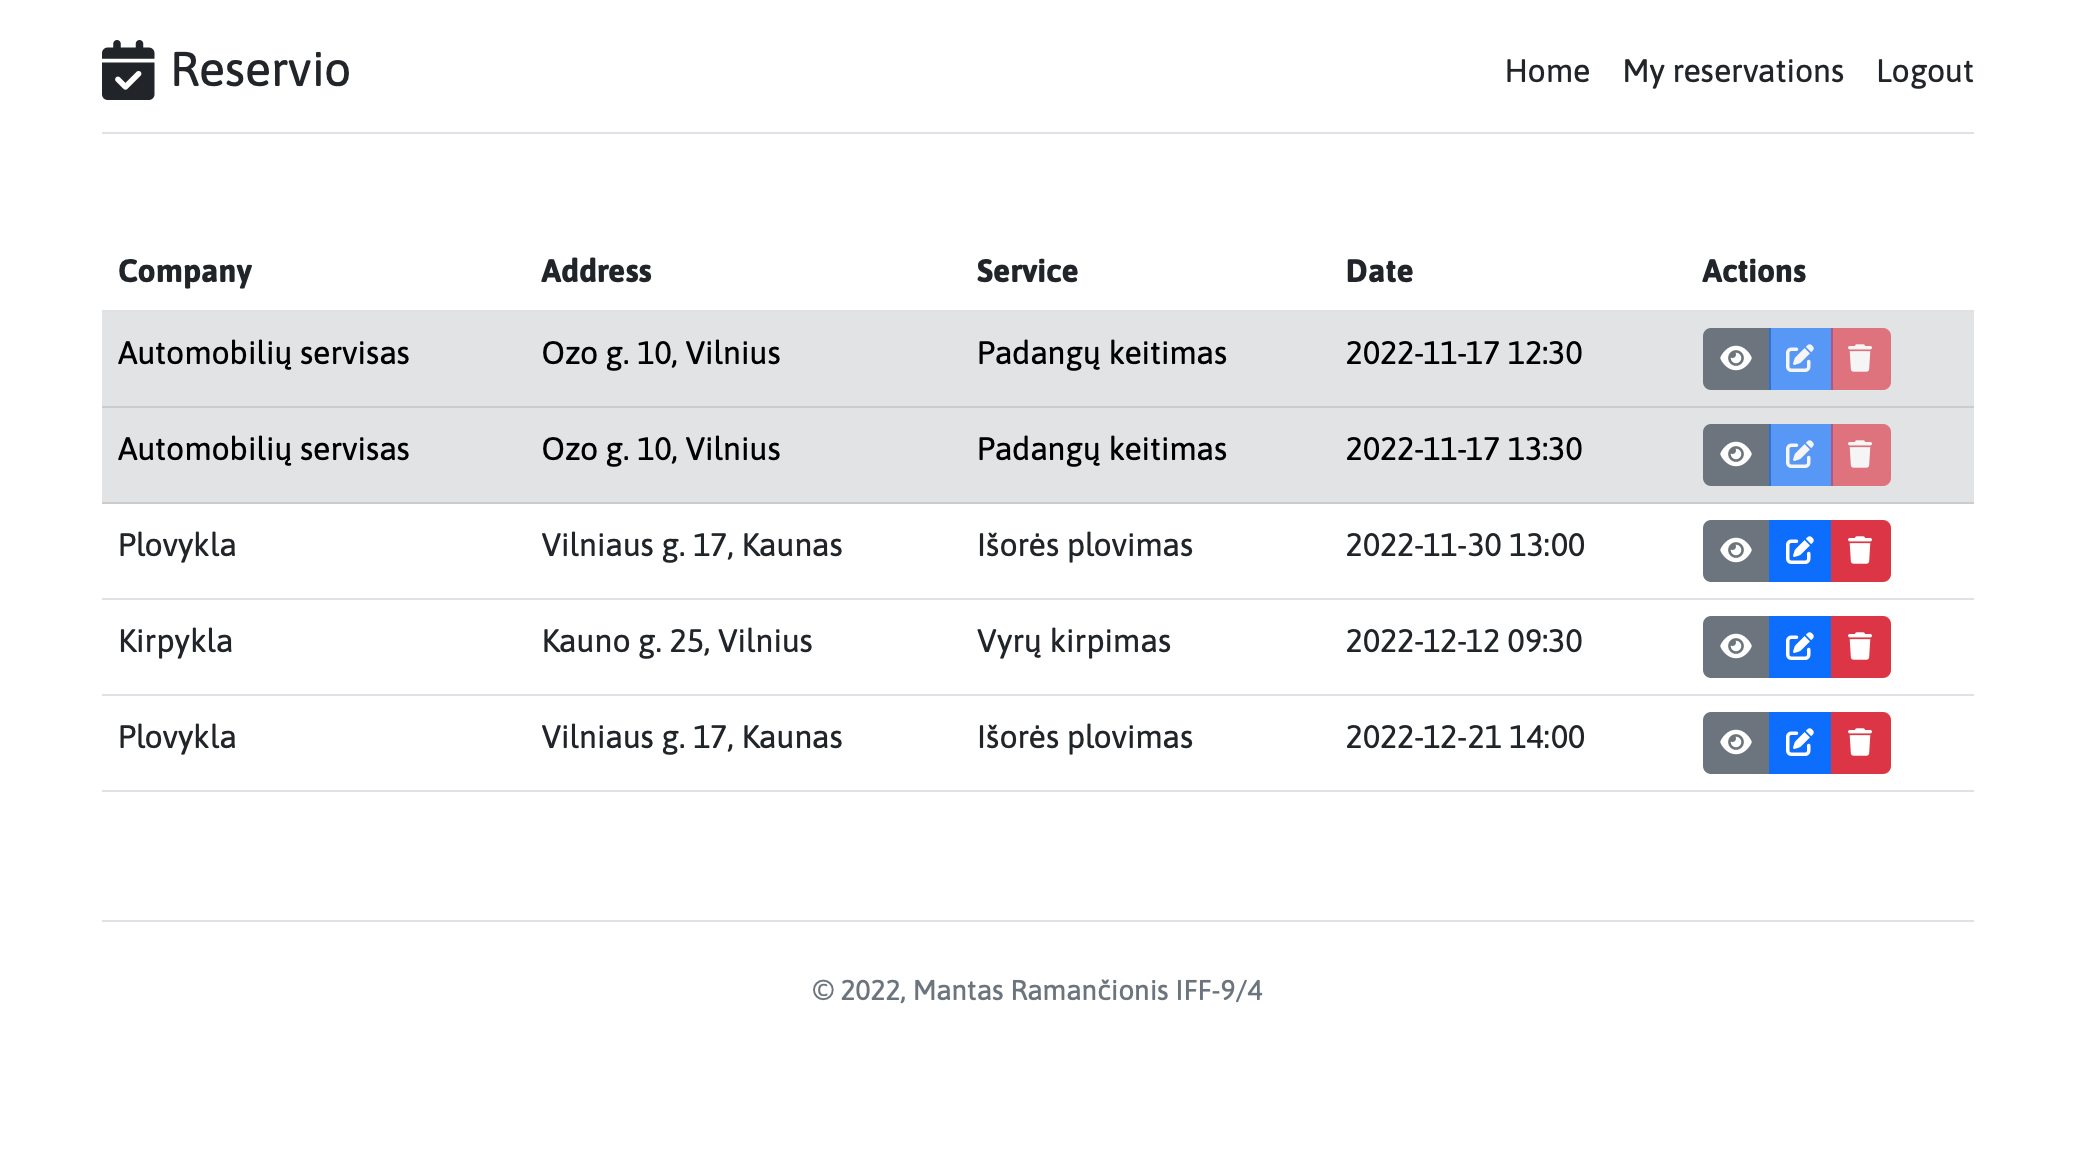 Reservio
Home My reservations Logout
Company Address Service Date Actions
Automobilių servisas Ozo g. 10, Vilnius Padangų keitimas 2022-11-17 12:30
Automobilių servisas Ozo g. 10, Vilnius Padangų keitimas 2022-11-17 13:30
Plovykla Vilniaus g. 17, Kaunas Išorės plovimas 2022-11-30 13:00
Kirpykla Kauno g. 25, Vilnius Vyrų kirpimas 2022-12-12 09:30
Plovykla Vilniaus g. 17, Kaunas Išorės plovimas 2022-12-21 14:00
© 2022, Mantas Ramančionis IFF-9/4